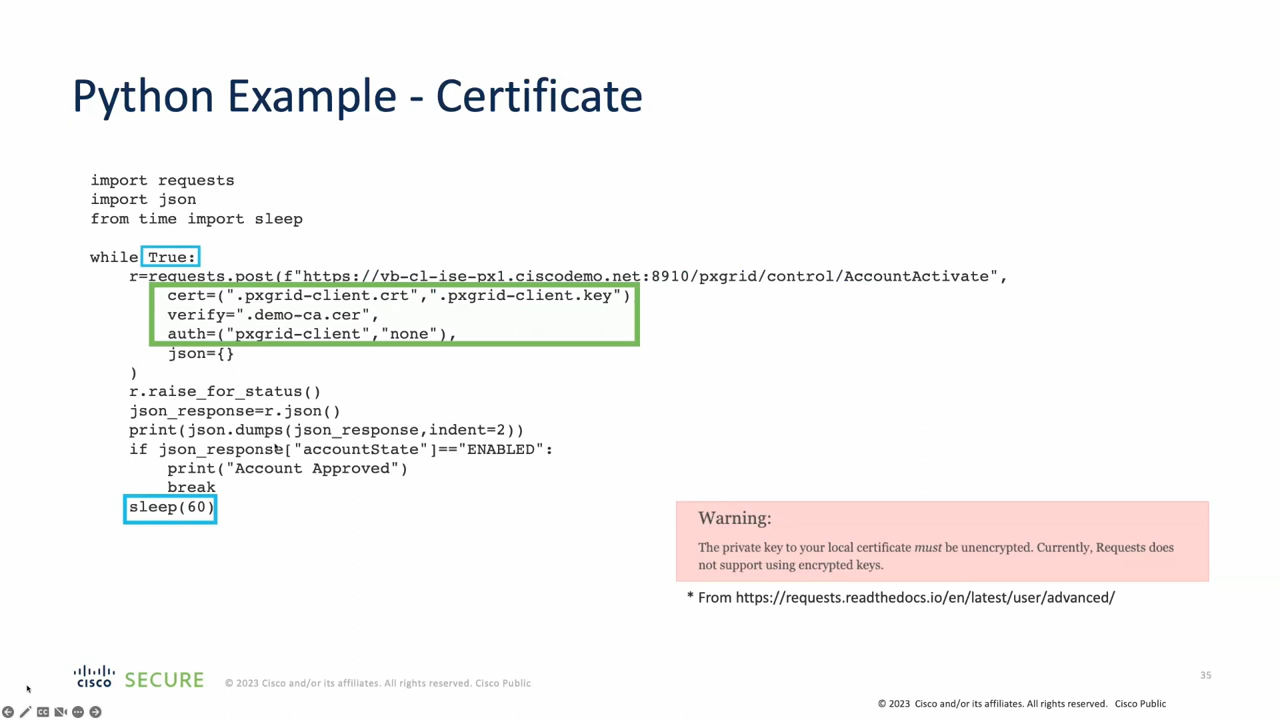 Python Example - Certificate
import requests
import json
from time import sleep
while True:
r=requests.post(f"https://vb-cl-ise-px1.ciscodemo.net:8910/pxgrid/control/AccountActivate",
cert=(".pxgrid-client.crt",".pxgrid-client.key")
verify=".demo-ca.cer",
auth=("pxgrid-client","none"),
json={}
)
r.raise_for_status()
json_response=r.json()
print(json.dumps(json_response,indent=2))
if json_response["accountState"]=="ENABLED":
print("Account Approved")
break
sleep(60)
Warning:
The private key to your local certificate must be unencrypted. Currently, Requests does
not support using encrypted keys.
* From https://requests.readthedocs.io/en/latest/user/advanced/
CISCO SECURE
© 2023 Cisco and/or its affiliates. All rights reserved. Cisco Public
35
© 2023 Cisco and/or its affiliates. All rights reserved. Cisco Public